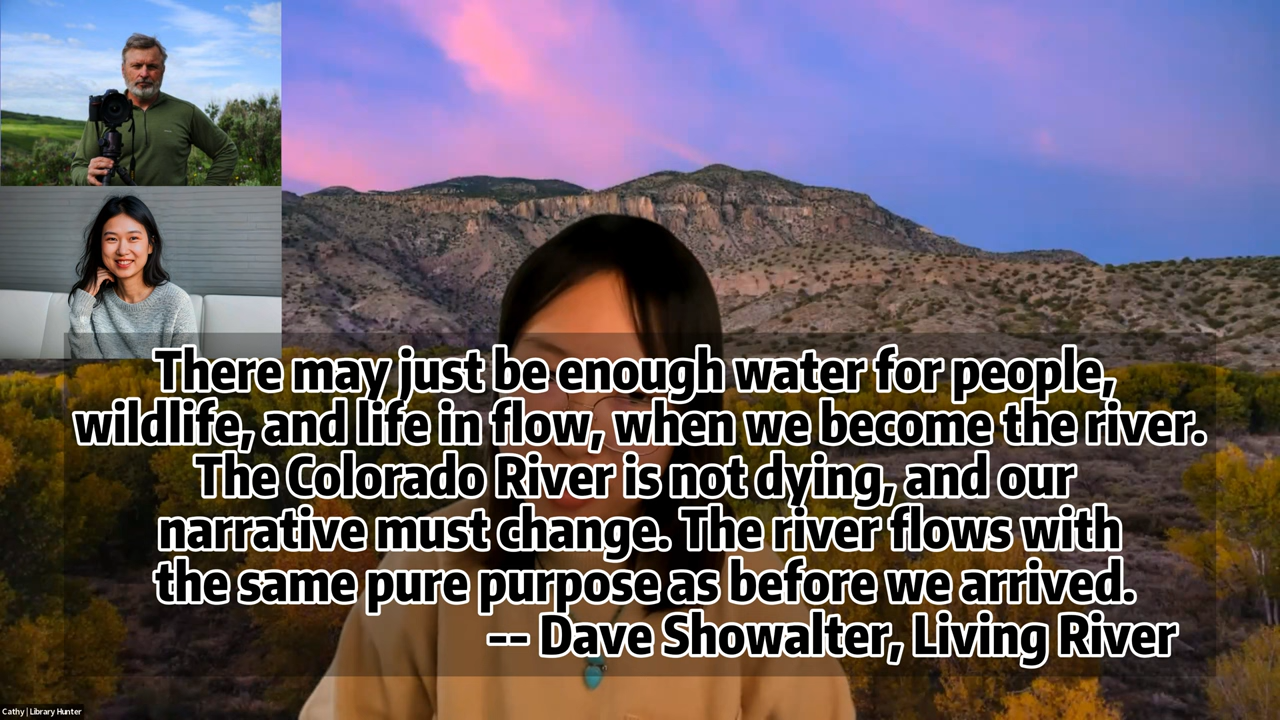 There may just be enough water for people,
wildlife, and life in flow, when we become the river.
The Colorado River is not dying, and our
narrative must change. The river flows with
the same pure purpose as before we arrived.
-- Dave Showalter, Living River
Cathy | Library Hunter